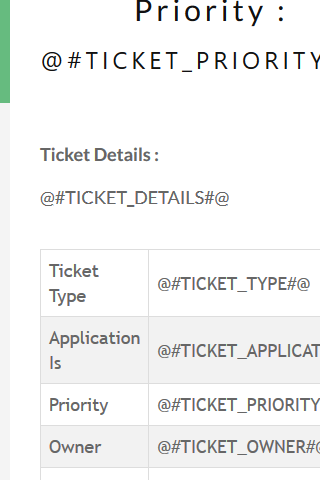 Priority :
@#TICKET_PRIORITY
Ticket Details :
@#TICKET_DETAILS#@
Ticket Type @#TICKET_TYPE#@
Application Is @#TICKET_APPLICAT
Priority @#TICKET_PRIORITY
Owner @#TICKET_OWNER#@